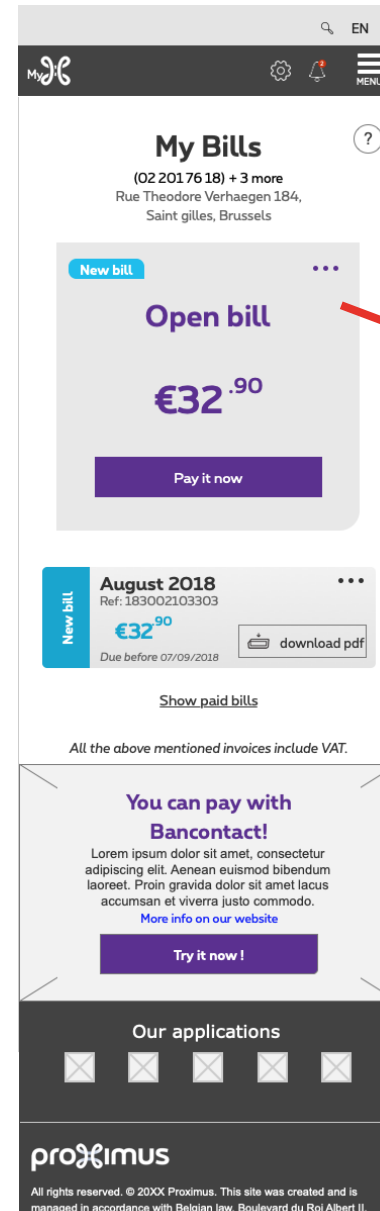 EN
My
MENU
My Bills
?
(02 201 76 18) + 3 more
Rue Theodore Verhaegen 184,
Saint gilles, Brussels
New bill
Open bill
€32.90
Pay it now
New bill
August 2018
Ref: 183002103303
€32,90
Due before 07/09/2018
download pdf
Show paid bills
All the above mentioned invoices include VAT.
You can pay with
Bancontact!
Lorem ipsum dolor sit amet, consectetur
adipiscing elit. Aenean euismod bibendum
laoreet. Proin gravida dolor sit amet lacus
accumsan et viverra justo commodo.
More info on our website
Try it now !
Our applications
proximus
All rights reserved. © 20XX Proximus. This site was created and is
managed in accordance with Belgian law. Boulevard du Roi Albert II,